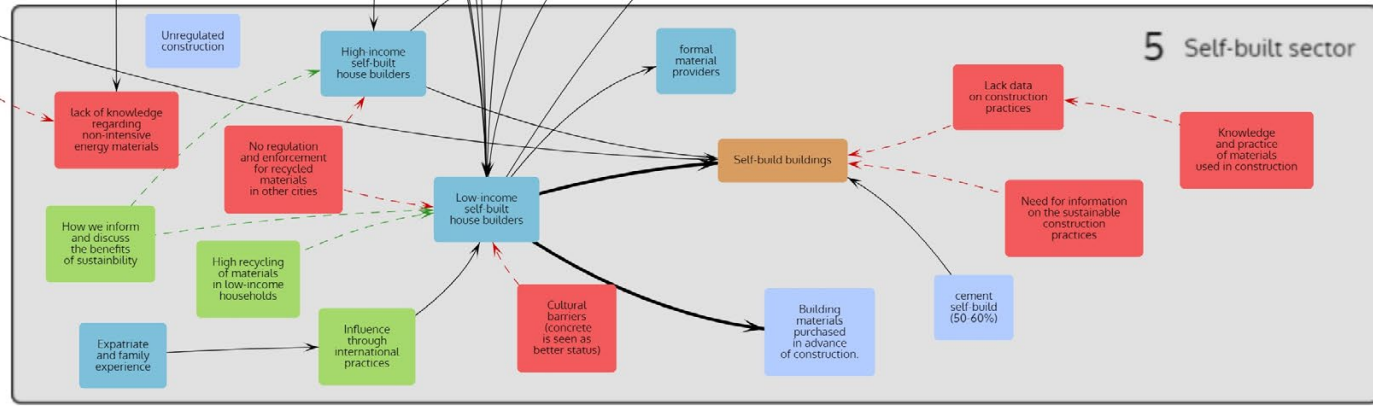 5 Self-built sector
Unregulated
construction
High-income
self-built
house builders
formal
material
providers
lack of knowledge
regarding
non-intensive
energy materials
No regulation
and enforcement
for recycled
materials
in other cities
Self-build buildings
Lack data
on construction
practices
Knowledge
and practice
of materials
used in construction
Low-income
self-built
house builders
Need for information
on the sustainable
construction
practices
How we inform
and discuss
the benefits
of sustainbility
High recycling
of materials
in low-income
households
Influence
through
international
practices
Expatriate
and family
experience
Cultural
barriers
(concrete
is seen as
better status)
Building
materials
purchased
in advance
of construction.
cement
self-build
(50-60%)